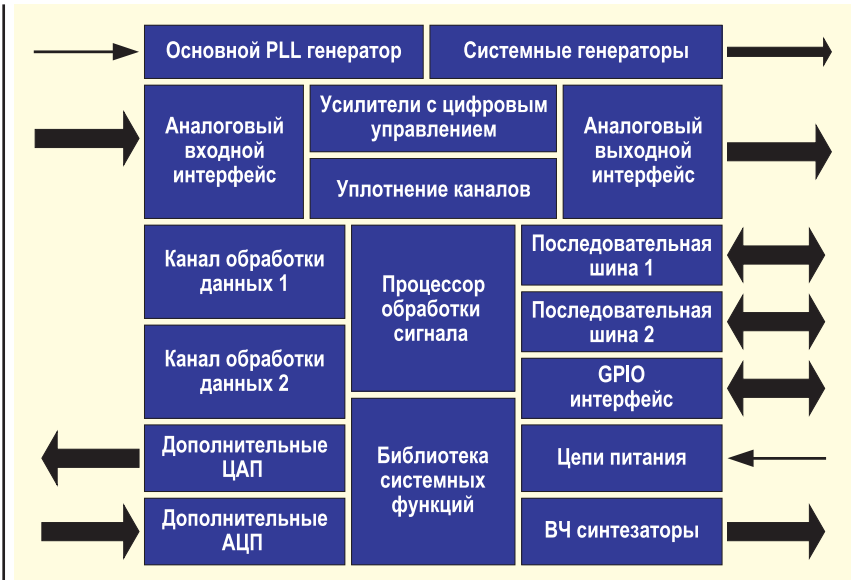 Основной PLL генератор
Системные генераторы
Аналоговый
входной
интерфейс
Усилители с цифровым
управлением
Уплотнение каналов
Аналоговый
выходной
интерфейс
Канал обработки
данных 1
Канал обработки
данных 2
Процессор
обработки
сигнала
Последовательная
шина 1
Последовательная
шина 2
GPIO
интерфейс
Дополнительные
ЦАП
Дополнительные
АЦП
Библиотека
системных
функций
Цепи питания
ВЧ синтезаторы